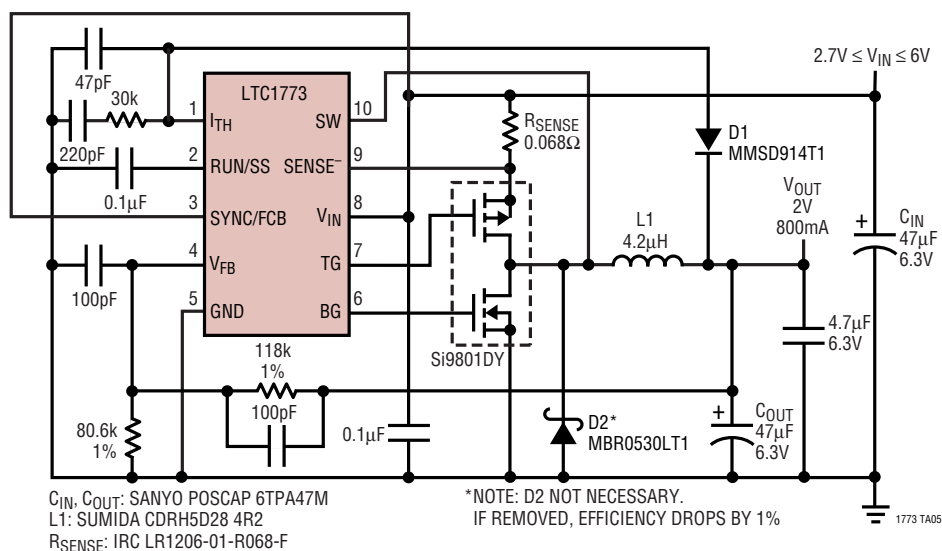 47pF
30k
220pF
0.1µF
100pF
LTC1773
1
I_TH
2
RUN/SS
3
SYNC/FCB
4
V_FB
5
GND
10
SW
9
SENSE⁻
8
V_IN
7
TG
6
BG
R_SENSE
0.068Ω
Si9801DY
L1
4.2µH
D1
MMSD914T1
2.7V ≤ V_IN ≤ 6V
V_OUT
2V
800mA
+
C_IN
47µF
6.3V
4.7µF
6.3V
118k
1%
100pF
80.6k
1%
0.1µF
D2*
MBR0530LT1
+
C_OUT
47µF
6.3V
C_IN, C_OUT: SANYO POSCAP 6TPA47M
L1: SUMIDA CDRH5D28 4R2
R_SENSE: IRC LR1206-01-R068-F
*NOTE: D2 NOT NECESSARY.
IF REMOVED, EFFICIENCY DROPS BY 1%
1773 TA05